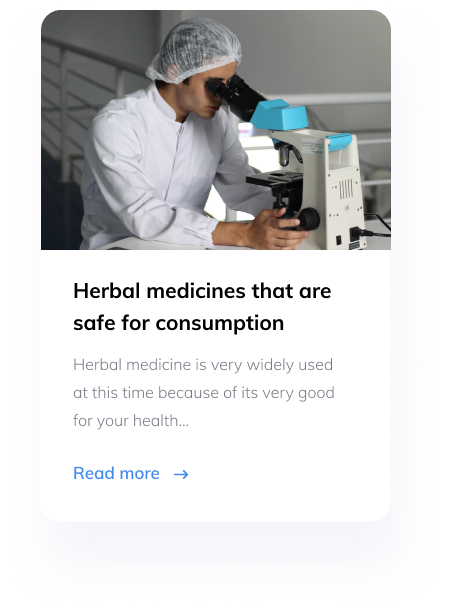 Herbal medicines that are
safe for consumption
Herbal medicine is very widely used
at this time because of its very good
for your health...
Read more →